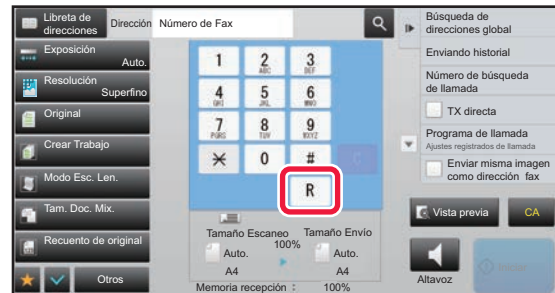 Libreta de
direcciones
Dirección
Número de Fax
Exposición
Auto.
Resolución
Superfino
Original
Crear Trabajo
Modo Esc. Len.
Tam. Doc. Mix.
Recuento de original
Otros
1
2
ABC
3
DEF
4
GHI
5
JKL
6
MNO
7
PQRS
8
TUV
9
WXYZ
0
#
C
R
Tamaño Escaneo
100%
Tamaño Envío
Auto.
A4
Auto.
A4
Memoria recepción : 100%
Búsqueda de
direcciones global
Enviando historial
Número de búsqueda
de llamada
TX directa
Programa de llamada
Ajustes registrados de llamada
Enviar misma imagen
como dirección fax
Vista previa
CA
Altavoz